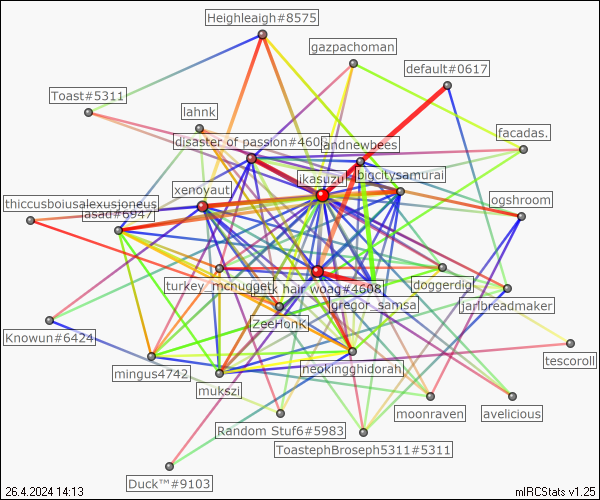 Heighleaigh#8575
gazpachoman
default#0617
Toast#5311
lahnk
disaster of passion#460
andnewbees
facadas.
ikasuzu
bigcitysamurai
xenoyaut
thiccusboiusalexusjoneus
asad#6947
ogshroom
turkey_mcnugget
hair woag#4608
doggerdig
jarlbreadmaker
gregor_samsa
ZeeHonk
Knowun#6424
neokingghidorah
tescoroll
mingus4742
mukszi
moonraven
avelicious
Random Stuf6#5983
ToastephBroseph5311#5311
Duck™#9103
26.4.2024 14:13
mIRCStats v1.25